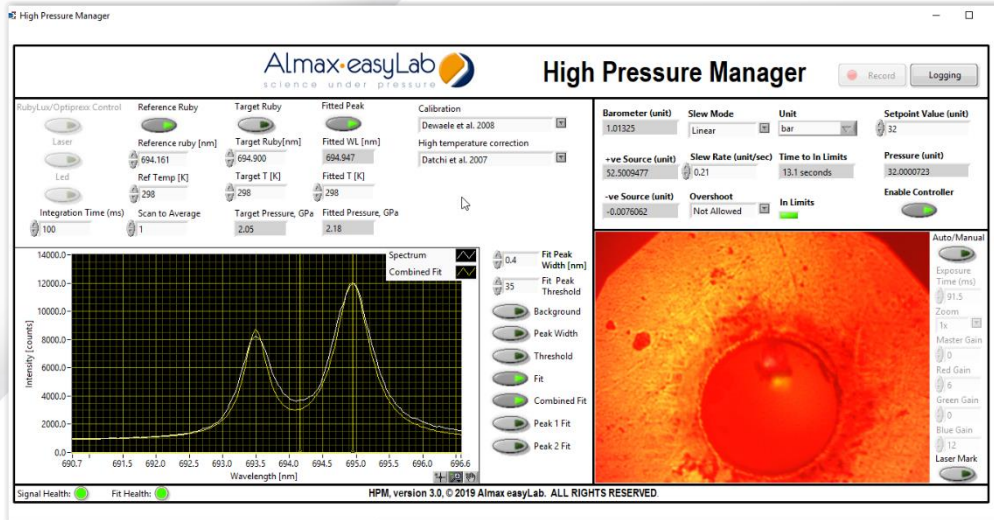 High Pressure Manager
Almax•easyLab
science under pressure
High Pressure Manager
Record
Logging
RubyLux/Optiprexx Control
Laser
Led
Integration Time (ms)
100
Reference Ruby
Reference ruby [nm]
694.161
Ref Temp [K]
298
Scan to Average
1
Target Ruby
Target Ruby[nm]
694.900
Target T [K]
298
Target Pressure, GPa
2.05
Fitted Peak
Fitted WL [nm]
694.947
Fitted T [K]
298
Fitted Pressure, GPa
2.18
Calibration
Dewaele et al. 2008
High temperature correction
Datchi et al. 2007
Barometer (unit)
1.01325
Slew Mode
Linear
Unit
bar
Setpoint Value (unit)
32
+ve Source (unit)
52.5009477
Slew Rate (unit/sec)
0.21
Time to In Limits
13.1 seconds
Pressure (unit)
32.0000723
-ve Source (unit)
-0.0076062
Overshoot
Not Allowed
In Limits
Enable Controller
Spectrum
Combined Fit
Intensity [counts]
14000.0
12000.0
10000.0
8000.0
6000.0
4000.0
2000.0
0.0
690.7 691.5 692.0 692.5 693.0 693.5 694.0 694.5 695.0 695.5 696.0 696.6
Wavelength [nm]
0.4
Fit Peak
Width [nm]
35
Fit Peak
Threshold
Background
Peak Width
Threshold
Fit
Combined Fit
Peak 1 Fit
Peak 2 Fit
Auto/Manual
Exposure
Time (ms)
91.5
Zoom
1x
Master Gain
0
Red Gain
6
Green Gain
0
Blue Gain
12
Laser Mark
Signal Health:
Fit Health:
HPM, version 3.0, © 2019 Almax easyLab. ALL RIGHTS RESERVED.